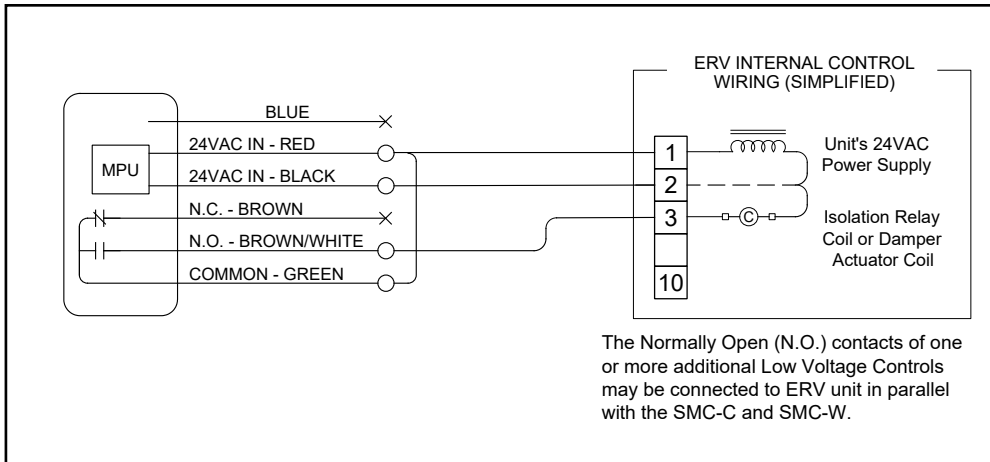 ERV INTERNAL CONTROL
WIRING (SIMPLIFIED)
BLUE
24VAC IN - RED
24VAC IN - BLACK
MPU
N.C. - BROWN
N.O. - BROWN/WHITE
COMMON - GREEN
1
2
3
10
Unit's 24VAC
Power Supply
C
Isolation Relay
Coil or Damper
Actuator Coil
The Normally Open (N.O.) contacts of one
or more additional Low Voltage Controls
may be connected to ERV unit in parallel
with the SMC-C and SMC-W.